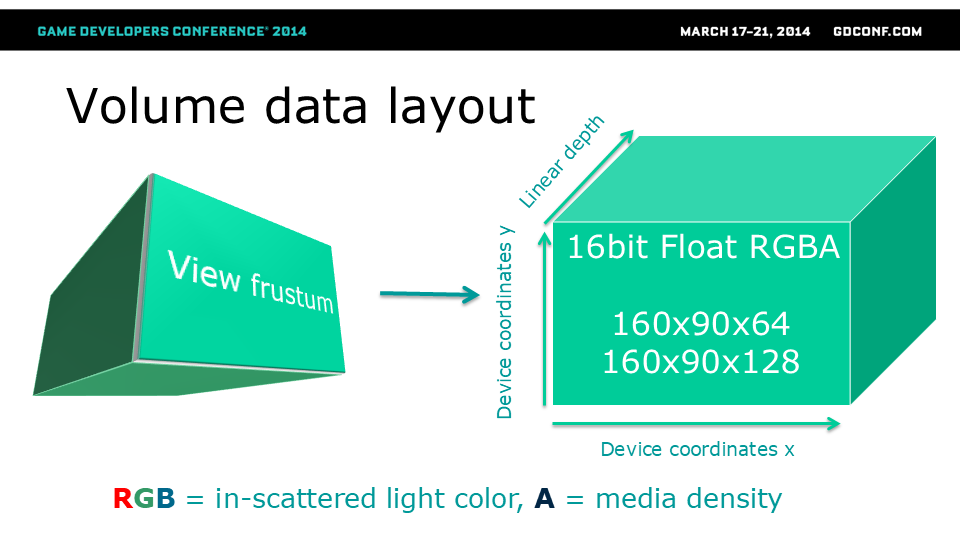 GAME DEVELOPERS CONFERENCE® 2014
MARCH 17–21, 2014 GDCONF.COM
Volume data layout
View frustum
Linear depth
Device coordinates y
16bit Float RGBA
160x90x64
160x90x128
Device coordinates x
RGB = in-scattered light color, A = media density